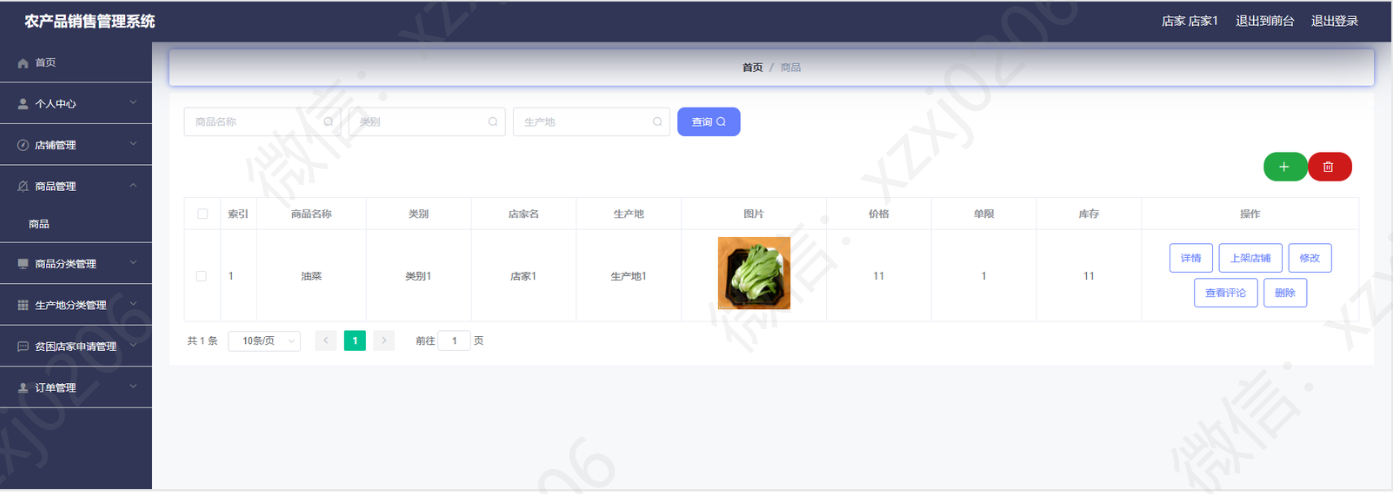 农产品销售管理系统
店家 店家1 退出到前台 退出登录
首页
个人中心
店铺管理
商品管理
商品
商品分类管理
生产地分类管理
贫困店家申请管理
订单管理
首页 / 商品
商品名称 类别 生产地 查询
索引 商品名称 类别 店家名 生产地 图片 价格 单限 库存 操作
1 油菜 类别1 店家1 生产地1 11 1 11 详情 上架店铺 修改
查看评论 删除
共 1 条 10条/页 < 1 > 前往 1 页
微信：xzxj0206
微信：xzxj0206
微信：
xzxj0206